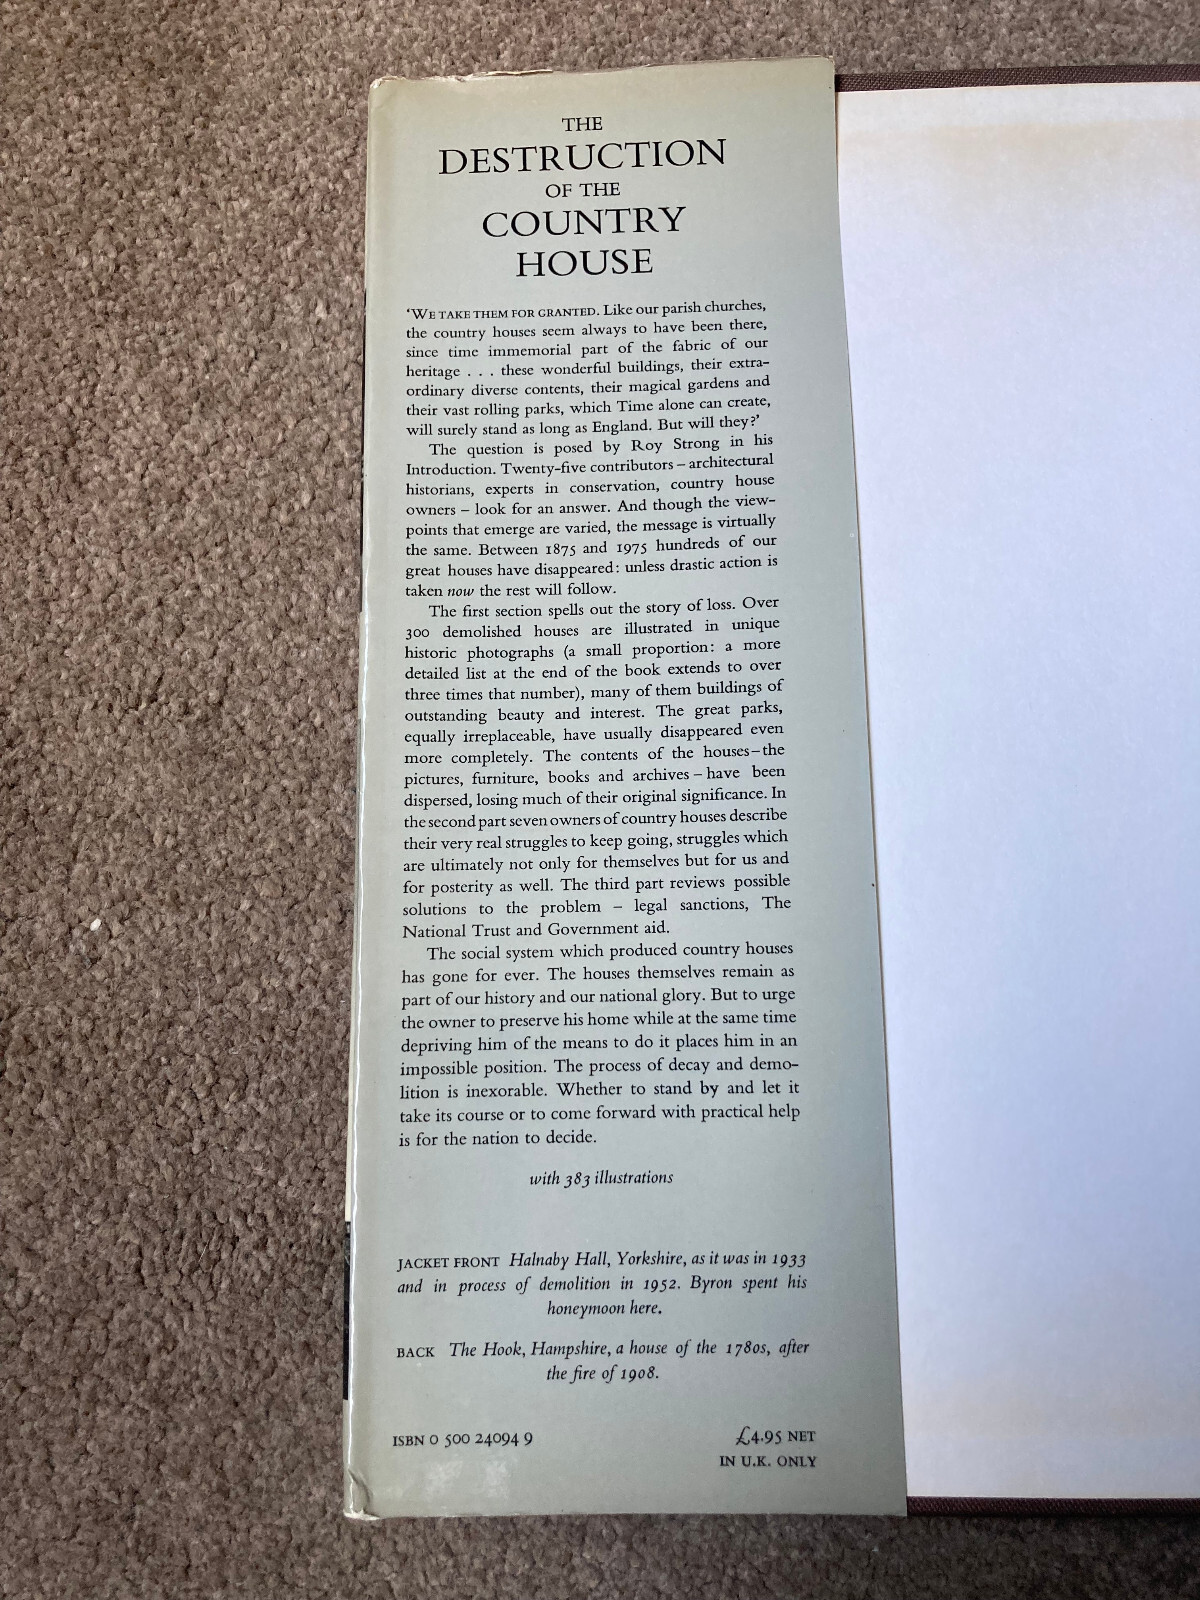 THE
DESTRUCTION
OF THE
COUNTRY
HOUSE
‘WE TAKE THEM FOR GRANTED. Like our parish churches,
the country houses seem always to have been there,
since time immemorial part of the fabric of our
heritage . . . these wonderful buildings, their extra-
ordinary diverse contents, their magical gardens and
their vast rolling parks, which Time alone can create,
will surely stand as long as England. But will they?’
The question is posed by Roy Strong in his
Introduction. Twenty-five contributors – architectural
historians, experts in conservation, country house
owners – look for an answer. And though the view-
points that emerge are varied, the message is virtually
the same. Between 1875 and 1975 hundreds of our
great houses have disappeared: unless drastic action is
taken now the rest will follow.
The first section spells out the story of loss. Over
300 demolished houses are illustrated in unique
historic photographs (a small proportion: a more
detailed list at the end of the book extends to over
three times that number), many of them buildings of
outstanding beauty and interest. The great parks,
equally irreplaceable, have usually disappeared even
more completely. The contents of the houses – the
pictures, furniture, books and archives – have been
dispersed, losing much of their original significance. In
the second part seven owners of country houses describe
their very real struggles to keep going, struggles which
are ultimately not only for themselves but for us and
for posterity as well. The third part reviews possible
solutions to the problem – legal sanctions, The
National Trust and Government aid.
The social system which produced country houses
has gone for ever. The houses themselves remain as
part of our history and our national glory. But to urge
the owner to preserve his home while at the same time
depriving him of the means to do it places him in an
impossible position. The process of decay and demo-
lition is inexorable. Whether to stand by and let it
take its course or to come forward with practical help
is for the nation to decide.
with 383 illustrations
JACKET FRONT Halnaby Hall, Yorkshire, as it was in 1933
and in process of demolition in 1952. Byron spent his
honeymoon here.
BACK The Hook, Hampshire, a house of the 1780s, after
the fire of 1908.
ISBN 0 500 24094 9
£4.95 NET
IN U.K. ONLY